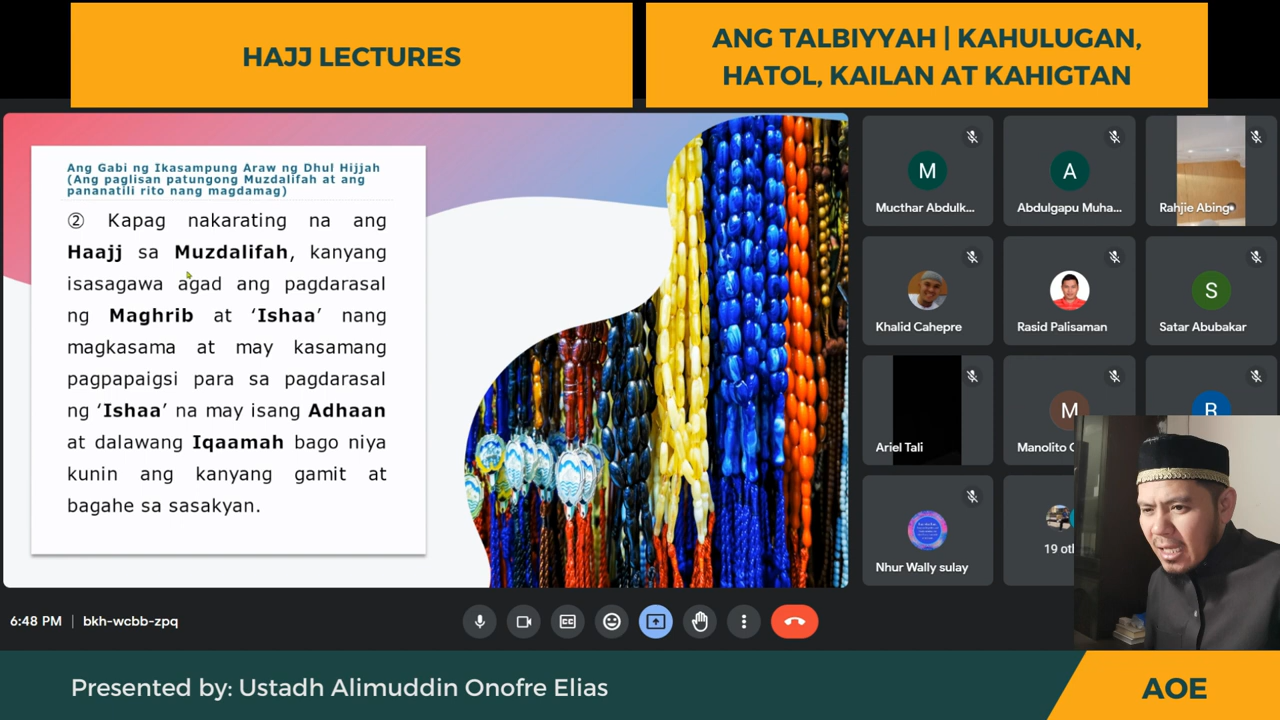 HAJJ LECTURES
ANG TALBIYYAH | KAHULUGAN,
HATOL, KAILAN AT KAHIGTAN
Ang Gabi ng Ikasampung Araw ng Dhul Hijjah
(Ang paglisan patungong Muzdalifah at ang
pananatili rito nang magdamag)
② Kapag nakarating na ang
Haajj sa Muzdalifah, kanyang
isasagawa agad ang pagdarasal
ng Maghrib at ‘Ishaa’ nang
magkasama at may kasamang
pagpapaigsi para sa pagdarasal
ng ‘Ishaa’ na may isang Adhaan
at dalawang Iqaamah bago niya
kunin ang kanyang gamit at
bagahe sa sasakyan.
M
Mucthar Abdulk...
A
Abdulgapu Muha...
Rahjie Abing
Khalid Cahepre
Rasid Palisaman
S
Satar Abubakar
Ariel Tali
M
Manolito
Nhur Wally sulay
19
6:48 PM | bkh-wcbb-zpq
Presented by: Ustadh Alimuddin Onofre Elias
AOE